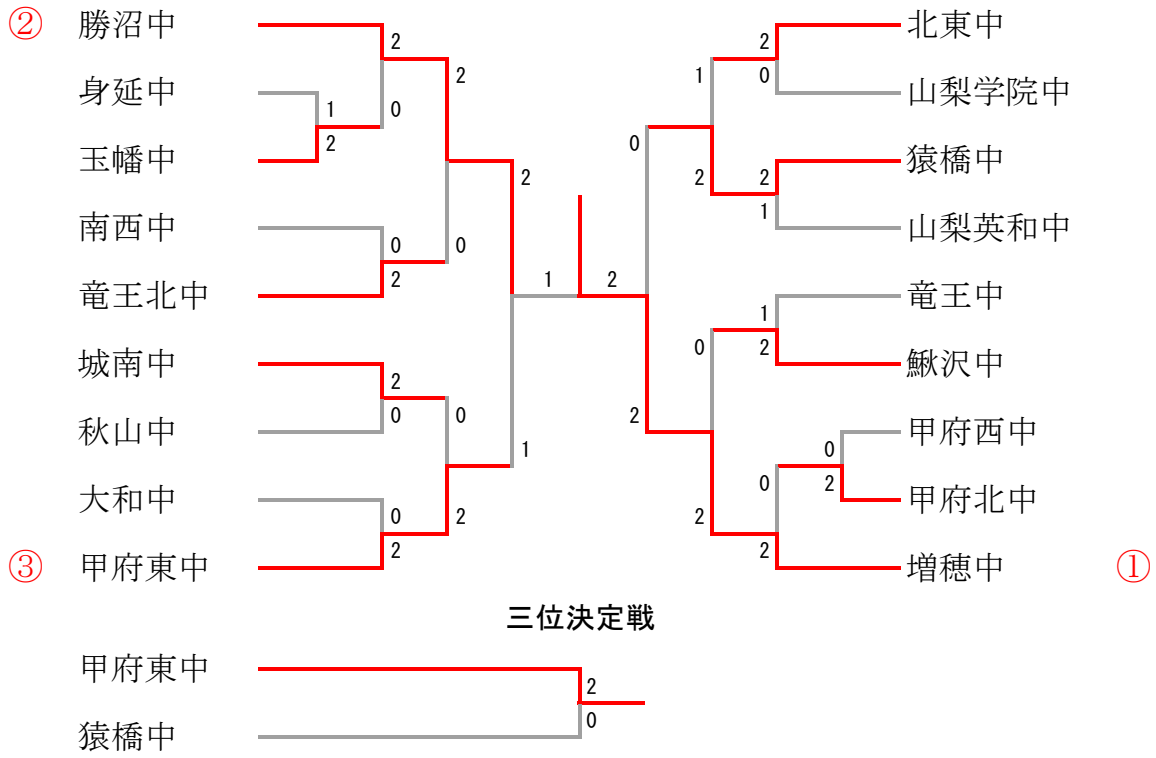 ② 勝沼中 2 2 北東中
身延中 1 0 山梨学院中
玉幡中 2 猿橋中
南西中 0 0 山梨英和中
竜王北中 2 竜王中
城南中 2 鰍沢中
秋山中 0 0 甲府西中
大和中 0 甲府北中
③ 甲府東中 2 2 増穂中 ①
2 1 1 2
2 0 1
2 1 0 2
1 2 0
0 2 0 2
2 2
三位決定戦
甲府東中 2
猿橋中 0